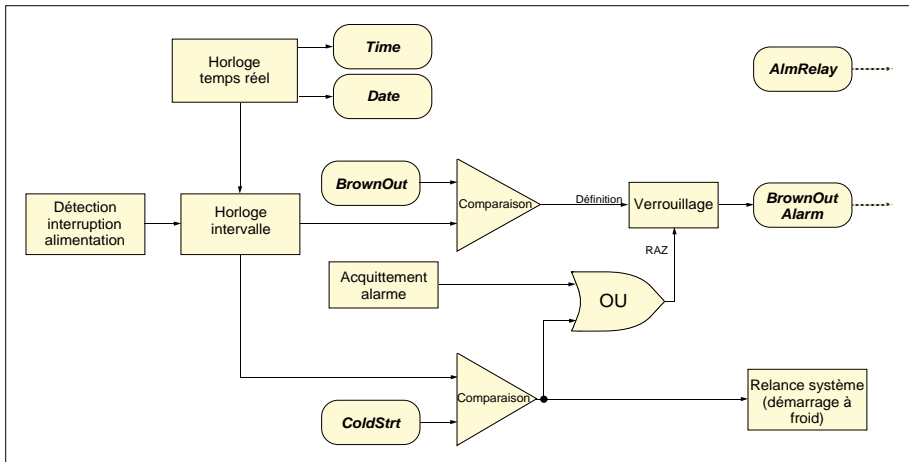 Horloge
temps réel
Time
Date
AlmRelay
BrownOut
Détection
interruption
alimentation
Horloge
intervalle
Comparaison
Définition
Verrouillage
BrownOut
Alarm
RAZ
Acquittement
alarme
OU
Comparaison
ColdStrt
Relance système
(démarrage à
froid)